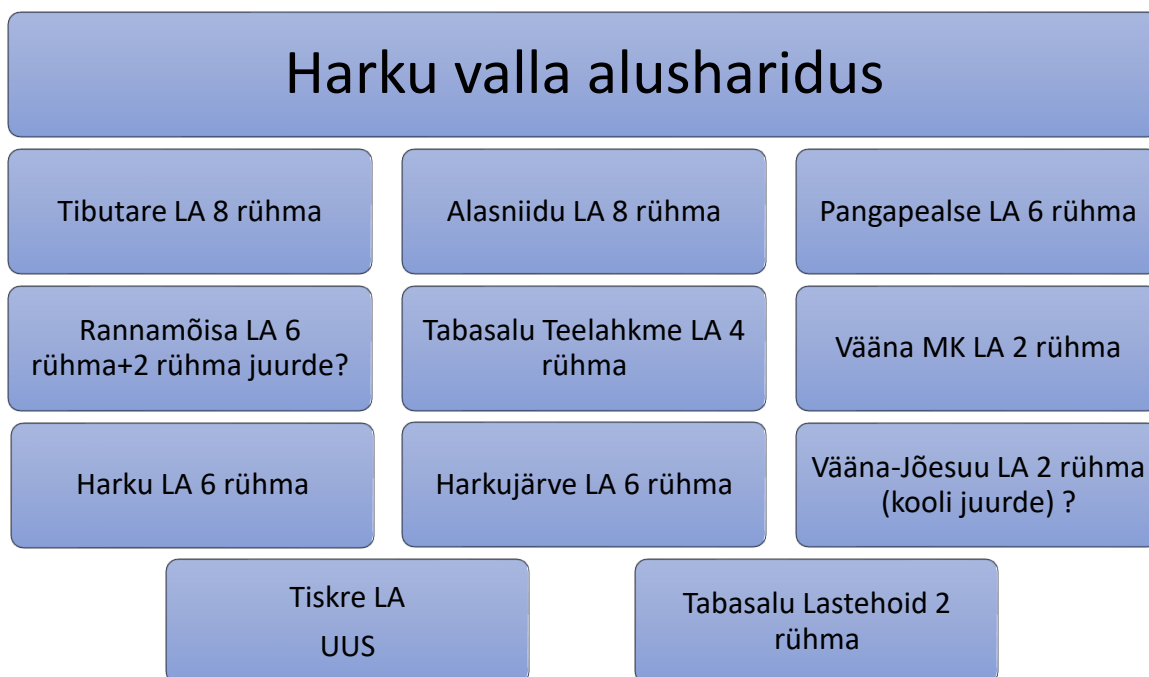 Harku valla alusharidus
Tibutare LA 8 rühma
Alasniidu LA 8 rühma
Pangapealse LA 6 rühma
Rannamõisa LA 6
rühma+2 rühma juurde?
Tabasalu Teelahkme LA 4
rühma
Vääna MK LA 2 rühma
Harku LA 6 rühma
Harkujärve LA 6 rühma
Vääna-Jõesuu LA 2 rühma
(kooli juurde) ?
Tiskre LA
UUS
Tabasalu Lastehoid 2
rühma